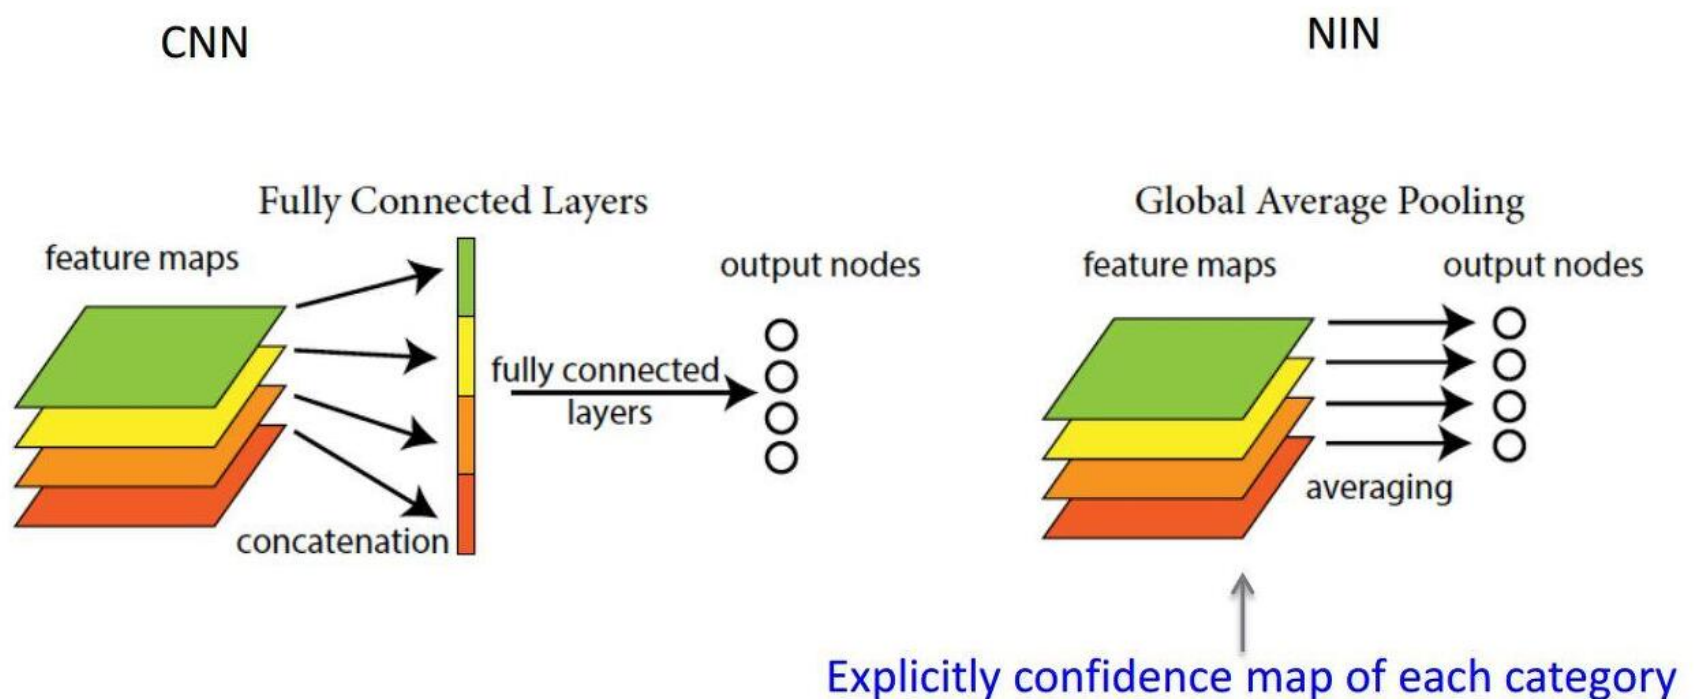 CNN
NIN
Fully Connected Layers
feature maps
output nodes
fully connected
layers
concatenation
Global Average Pooling
feature maps
output nodes
averaging
Explicitly confidence map of each category